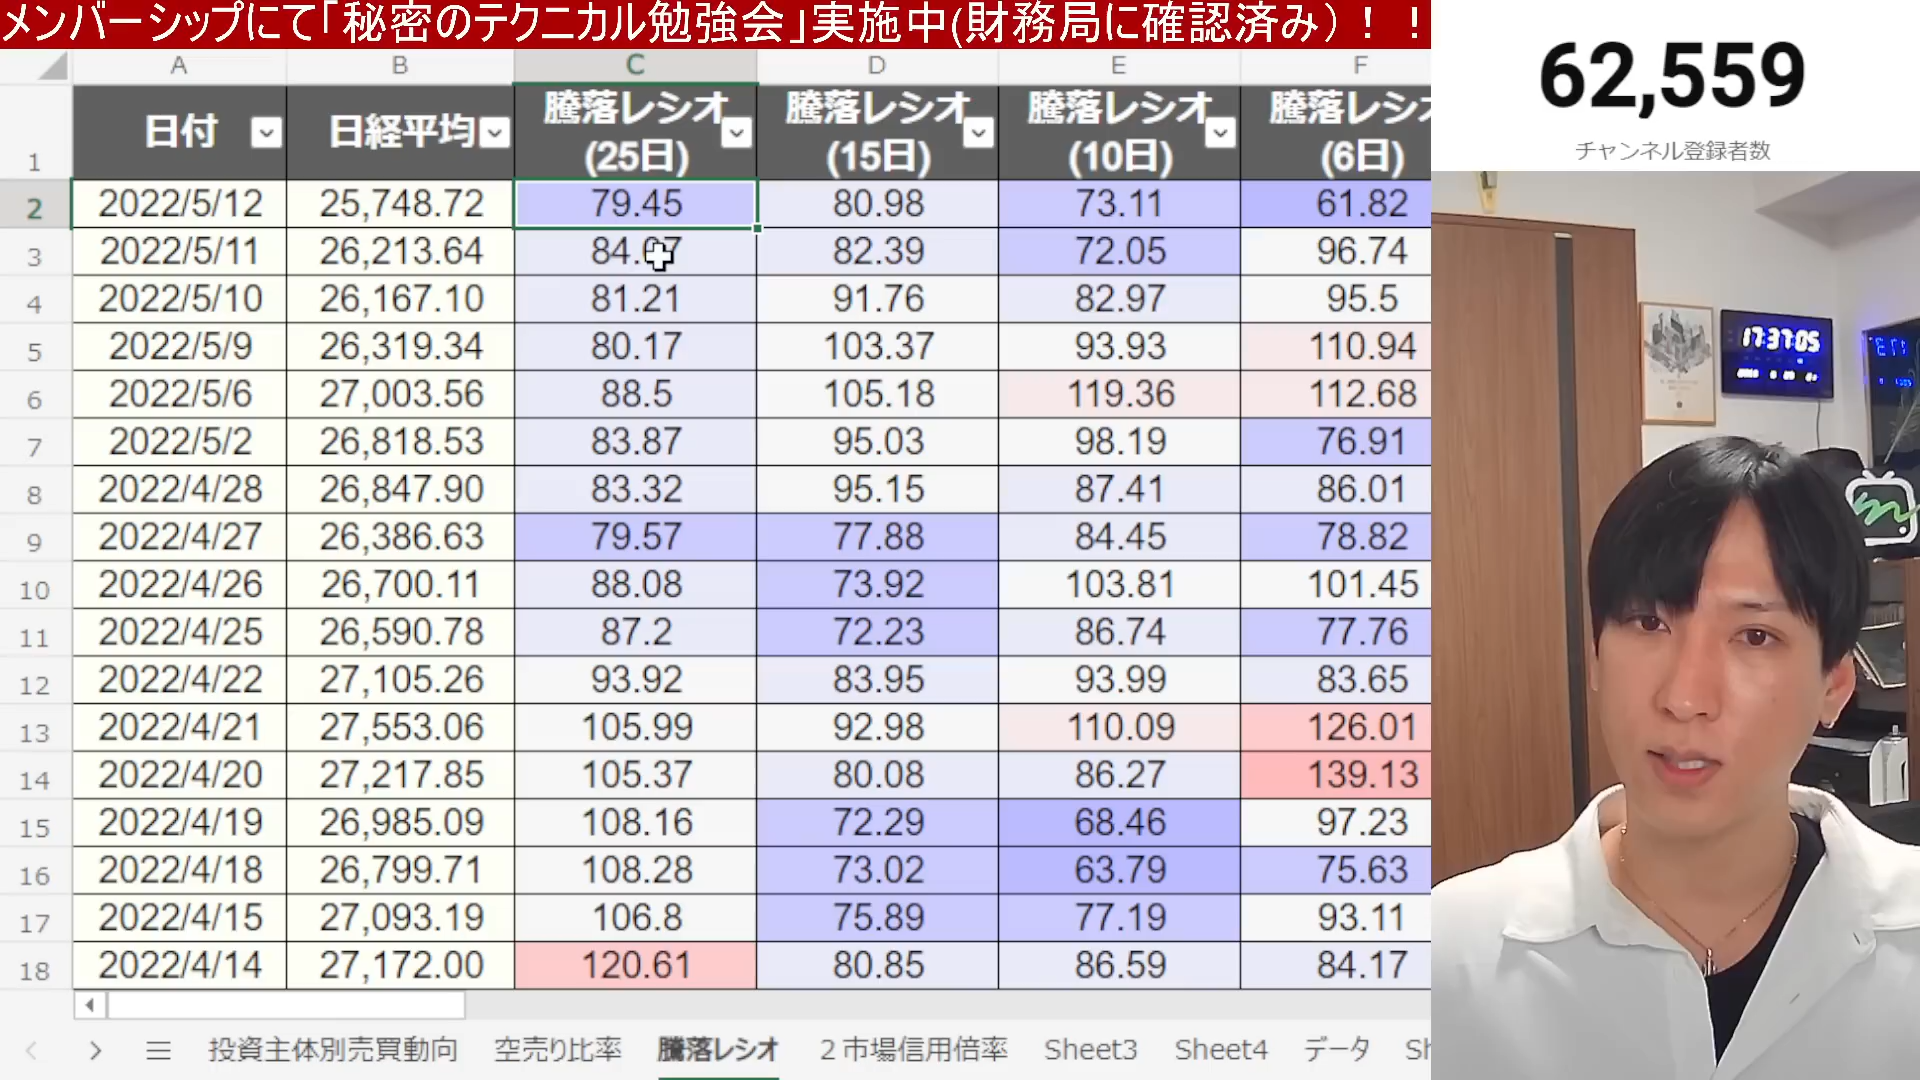 メンバーシップにて「秘密のテクニカル勉強会」実施中(財務局に確認済み)！！
62,559
チャンネル登録者数
A B C D E F
1 日付 日経平均 騰落レシオ(25日) 騰落レシオ(15日) 騰落レシオ(10日) 騰落レシオ(6日)
2 2022/5/12 25,748.72 79.45 80.98 73.11 61.82
3 2022/5/11 26,213.64 84. 7 82.39 72.05 96.74
4 2022/5/10 26,167.10 81.21 91.76 82.97 95.5
5 2022/5/9 26,319.34 80.17 103.37 93.93 110.94
6 2022/5/6 27,003.56 88.5 105.18 119.36 112.68
7 2022/5/2 26,818.53 83.87 95.03 98.19 76.91
8 2022/4/28 26,847.90 83.32 95.15 87.41 86.01
9 2022/4/27 26,386.63 79.57 77.88 84.45 78.82
10 2022/4/26 26,700.11 88.08 73.92 103.81 101.45
11 2022/4/25 26,590.78 87.2 72.23 86.74 77.76
12 2022/4/22 27,105.26 93.92 83.95 93.99 83.65
13 2022/4/21 27,553.06 105.99 92.98 110.09 126.01
14 2022/4/20 27,217.85 105.37 80.08 86.27 139.13
15 2022/4/19 26,985.09 108.16 72.29 68.46 97.23
16 2022/4/18 26,799.71 108.28 73.02 63.79 75.63
17 2022/4/15 27,093.19 106.8 75.89 77.19 93.11
18 2022/4/14 27,172.00 120.61 80.85 86.59 84.17
投資主体別売買動向 空売り比率 騰落レシオ ２市場信用倍率 Sheet3 Sheet4 データ Sh
17:37:05